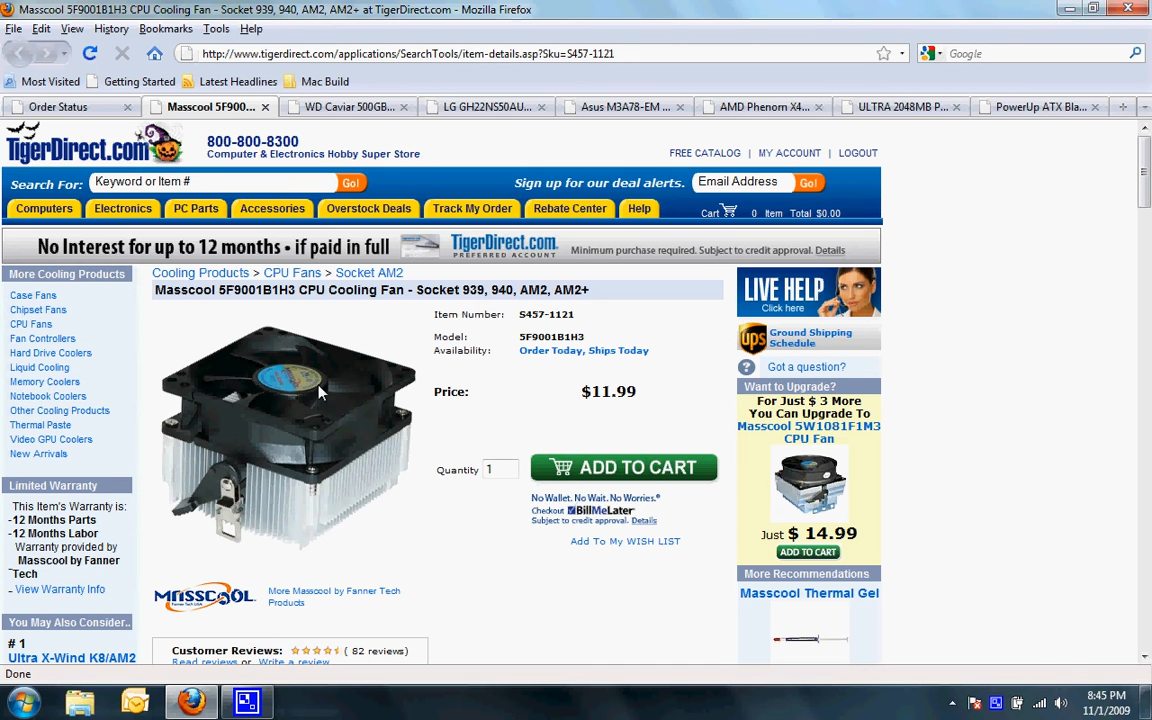 Masscool 5F9001B1H3 CPU Cooling Fan - Socket 939, 940, AM2, AM2+ at TigerDirect.com - Mozilla Firefox
File Edit View History Bookmarks Tools Help
http://www.tigerdirect.com/applications/SearchTools/item-details.asp?Sku=S457-1121
Google
Most Visited Getting Started Latest Headlines Mac Build
Order Status Masscool 5F900... WD Caviar 500GB... LG GH22NS50AU... Asus M3A78-EM ... AMD Phenom X4... ULTRA 2048MB P... PowerUp ATX Bla...
TigerDirect.com
800-800-8300
Computer & Electronics Hobby Super Store
FREE CATALOG | MY ACCOUNT | LOGOUT
Search For: Keyword or Item # Go!
Sign up for our deal alerts. Email Address Go!
Computers Electronics PC Parts Accessories Overstock Deals Track My Order Rebate Center Help
Cart 0 Item Total $0.00
No Interest for up to 12 months • if paid in full TigerDirect.com PREFERRED ACCOUNT Minimum purchase required. Subject to credit approval. Details
More Cooling Products
Case Fans
Chipset Fans
CPU Fans
Fan Controllers
Hard Drive Coolers
Liquid Cooling
Memory Coolers
Notebook Coolers
Other Cooling Products
Thermal Paste
Video GPU Coolers
New Arrivals
Limited Warranty
This Item's Warranty is:
-12 Months Parts
-12 Months Labor
Warranty provided by
Masscool by Fanner
Tech
- View Warranty Info
You May Also Consider..
# 1
Ultra X-Wind K8/AM2
Cooling Products > CPU Fans > Socket AM2
Masscool 5F9001B1H3 CPU Cooling Fan - Socket 939, 940, AM2, AM2+
Item Number: S457-1121
Model: 5F9001B1H3
Availability: Order Today, Ships Today
Price: $11.99
Quantity 1 ADD TO CART
No Wallet. No Wait. No Worries.®
Checkout BillMeLater
Subject to credit approval. Details
Add To My WISH LIST
MASSCOOL
Fanner Tech USA
More Masscool by Fanner Tech
Products
Customer Reviews: ( 82 reviews)
Read reviews or Write a review
LIVE HELP
Click here
ups Ground Shipping
Schedule
? Got a question?
Want to Upgrade?
For Just $ 3 More
You Can Upgrade To
Masscool 5W1081F1M3
CPU Fan
Just $ 14.99
ADD TO CART
More Recommendations
Masscool Thermal Gel
Done
8:45 PM
11/1/2009